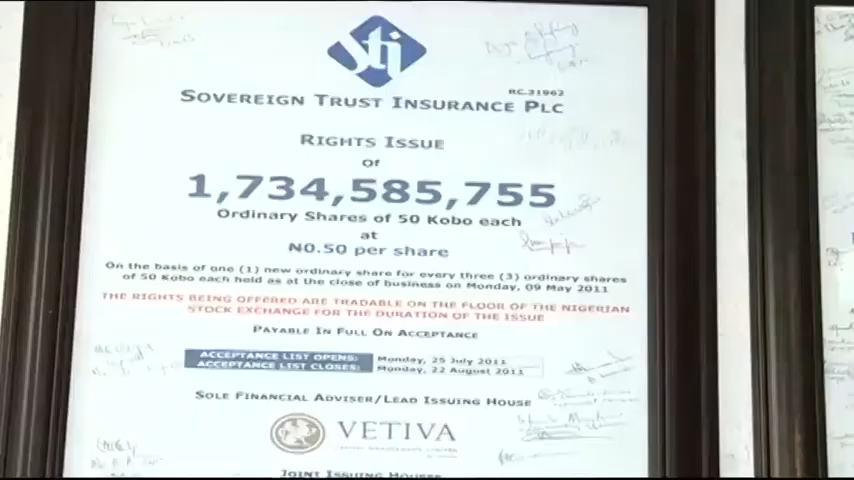 Sti
RC.31962
SOVEREIGN TRUST INSURANCE PLC
RIGHTS ISSUE
OF
1,734,585,755
Ordinary Shares of 50 Kobo each
at
N0.50 per share
On the basis of one (1) new ordinary share for every three (3) ordinary shares
of 50 Kobo each held as at the close of business on Monday, 09 May 2011
THE RIGHTS BEING OFFERED ARE TRADABLE ON THE FLOOR OF THE NIGERIAN
STOCK EXCHANGE FOR THE DURATION OF THE ISSUE
PAYABLE IN FULL ON ACCEPTANCE
ACCEPTANCE LIST OPENS: Monday, 25 July 2011
ACCEPTANCE LIST CLOSES: Monday, 22 August 2011
SOLE FINANCIAL ADVISER/LEAD ISSUING HOUSE
VETIVA
JOINT ISSUING HOUSES